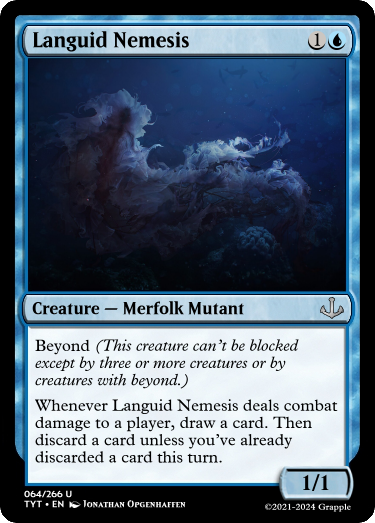 Languid Nemesis 1
Creature — Merfolk Mutant
Beyond (This creature can't be blocked
except by three or more creatures or by
creatures with beyond.)
Whenever Languid Nemesis deals combat
damage to a player, draw a card. Then
discard a card unless you've already
discarded a card this turn.
1/1
064/266 U
TYT • EN Jonathan Opgenhaffen
©2021-2024 Grapple